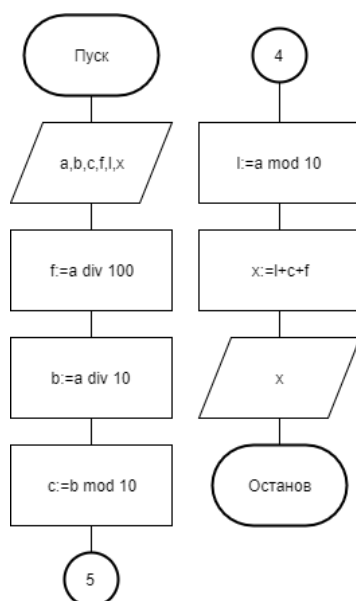 Пуск
a,b,c,f,l,x
f:=a div 100
b:=a div 10
c:=b mod 10
5
4
l:=a mod 10
x:=l+c+f
x
Останов